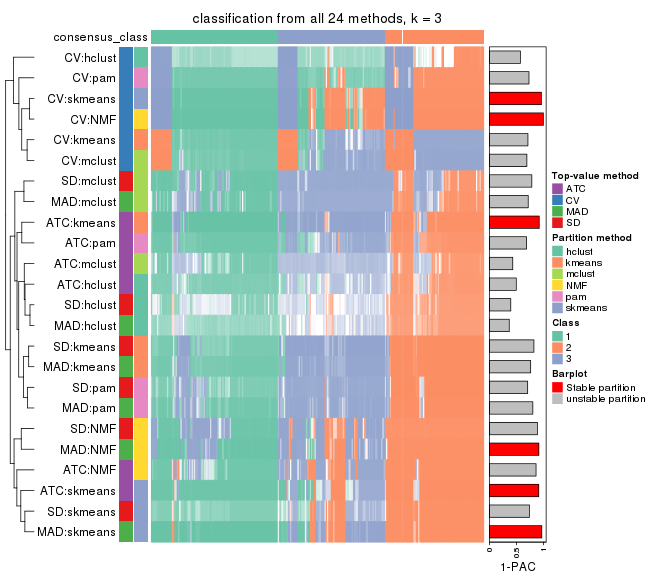 classification from all 24 methods, k = 3
consensus_class
CV:hclust
CV:pam
CV:skmeans
CV:NMF
CV:kmeans
CV:mclust
SD:mclust
MAD:mclust
ATC:kmeans
ATC:pam
ATC:mclust
ATC:hclust
SD:hclust
MAD:hclust
SD:kmeans
MAD:kmeans
SD:pam
MAD:pam
SD:NMF
MAD:NMF
ATC:NMF
ATC:skmeans
SD:skmeans
MAD:skmeans
0
0.5
1
1-PAC
Top-value method
ATC
CV
MAD
SD
Partition method
hclust
kmeans
mclust
NMF
pam
skmeans
Class
1
2
3
Barplot
Stable partition
unstable partition